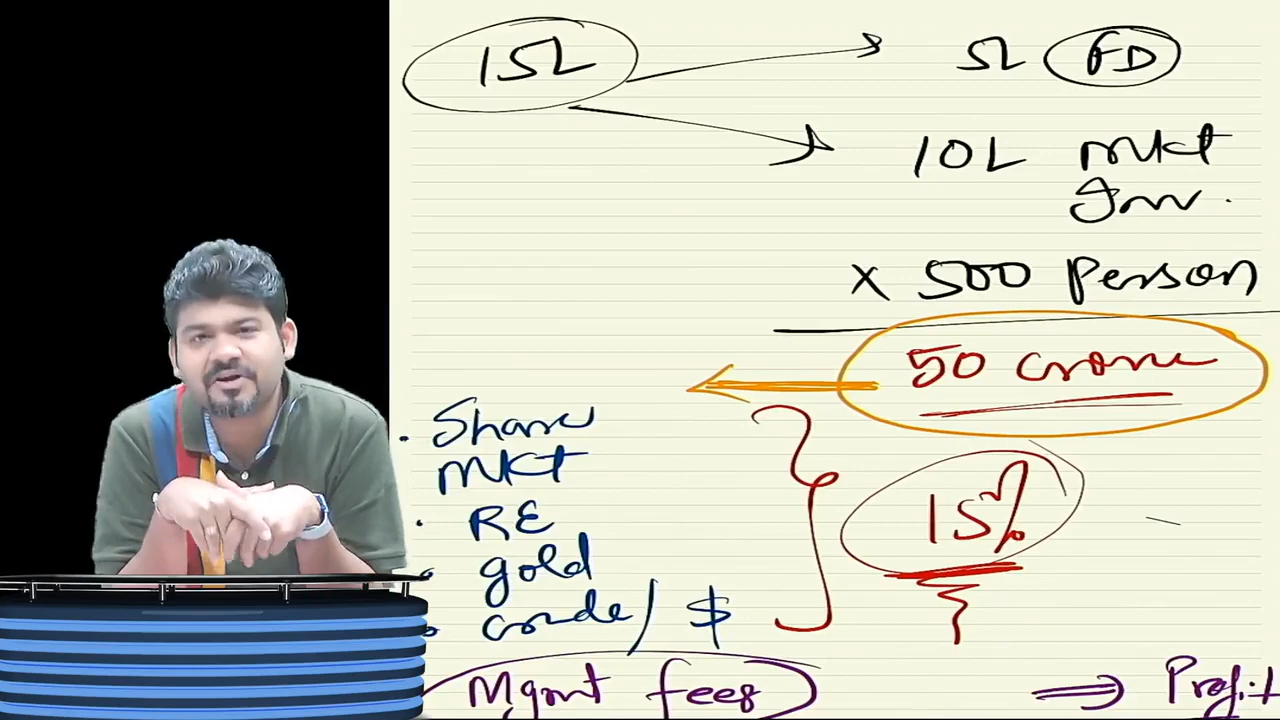 15L
5L FD
10L mkt
Inv.
x 500 Person
50 crore
• Share
mkt
• RE
• gold
• crude / $
15%
Mgmt fees ⇒ Profit